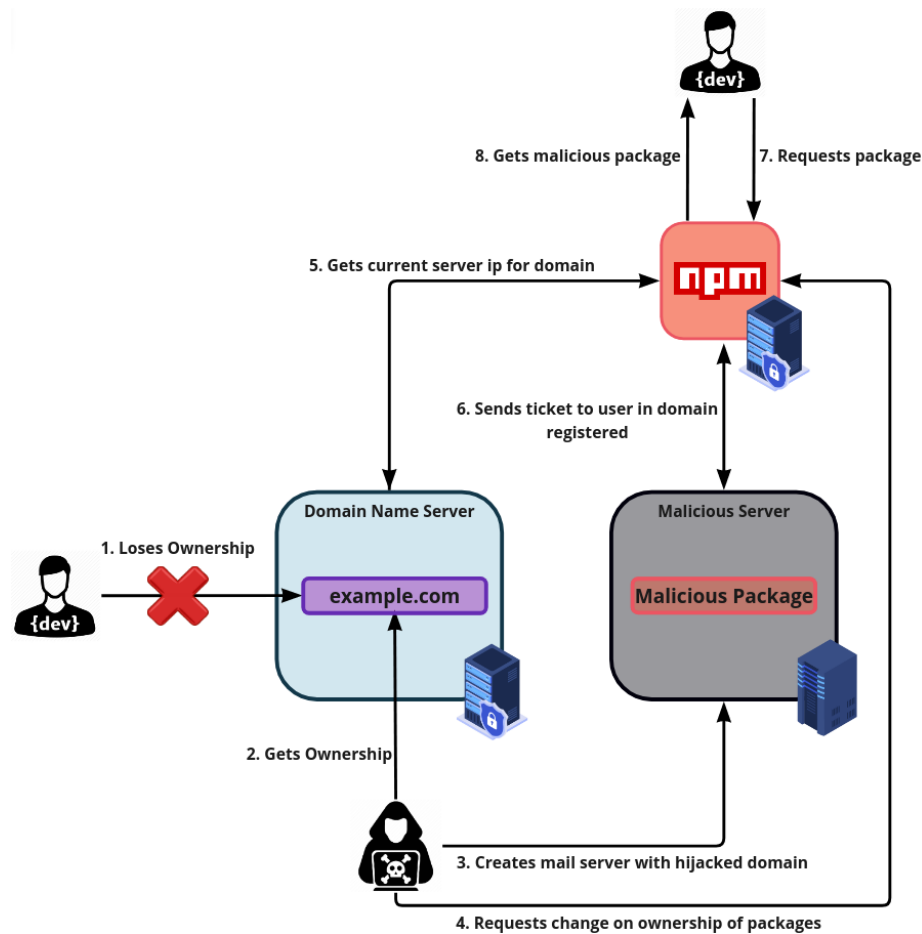 {dev}
8. Gets malicious package
7. Requests package
5. Gets current server ip for domain
npm
6. Sends ticket to user in domain
registered
Domain Name Server
Malicious Server
1. Loses Ownership
{dev}
example.com
Malicious Package
2. Gets Ownership
3. Creates mail server with hijacked domain
4. Requests change on ownership of packages